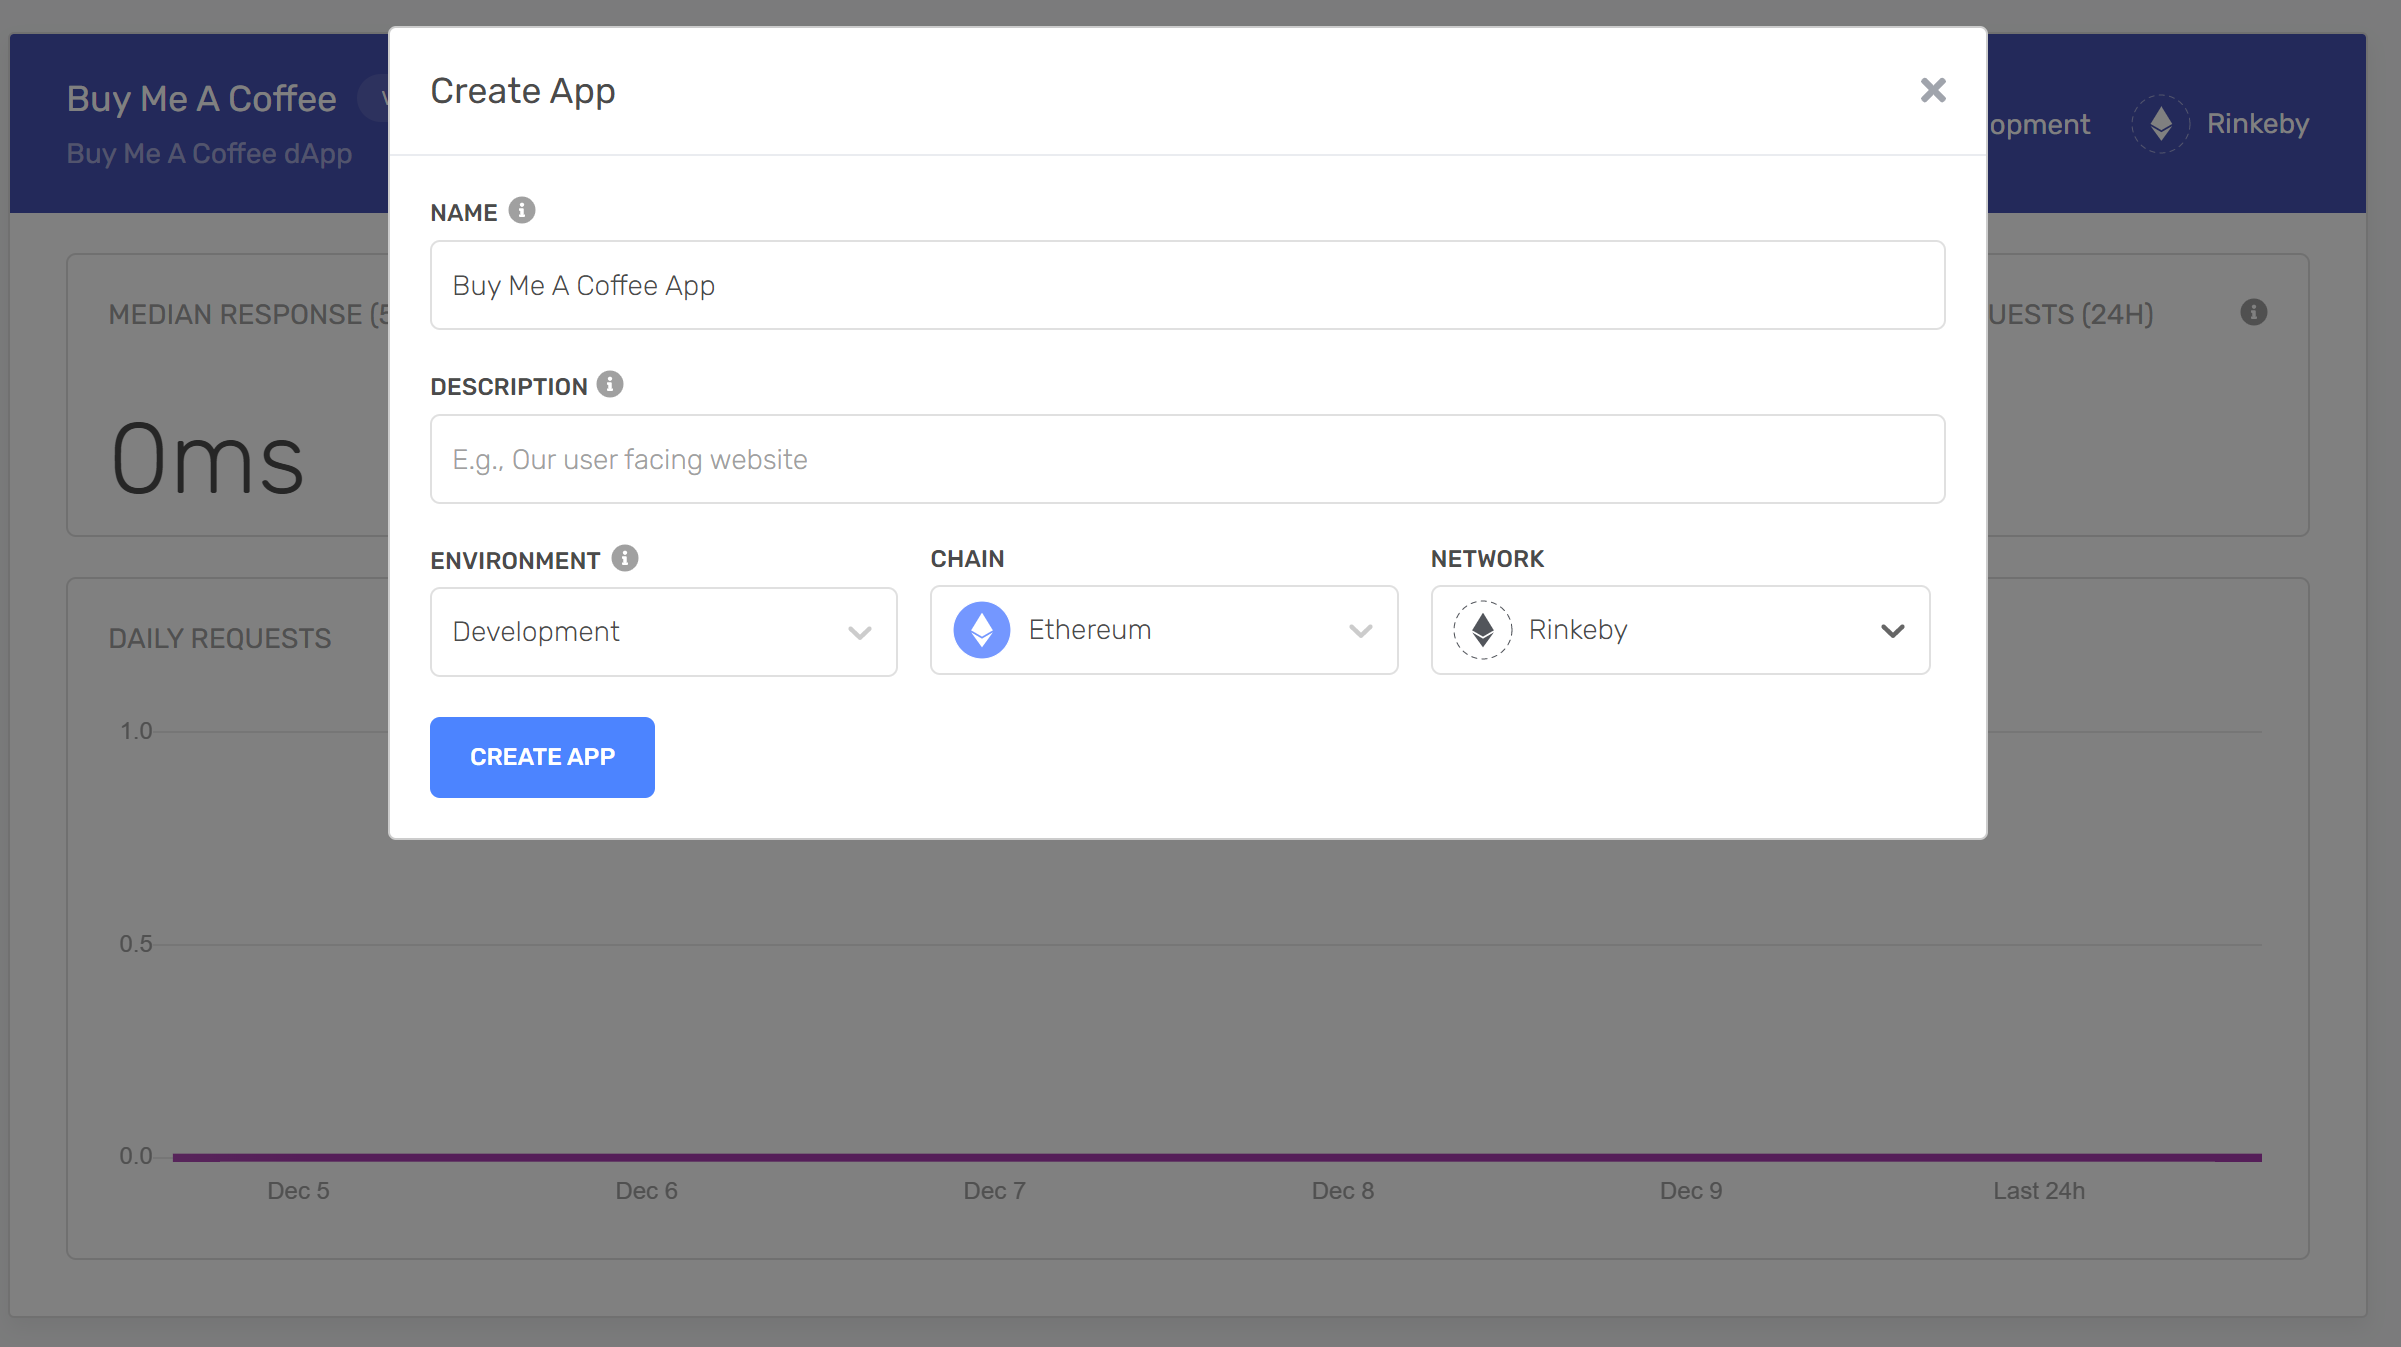 Create App
NAME
Buy Me A Coffee App
DESCRIPTION
E.g., Our user facing website
ENVIRONMENT
CHAIN
NETWORK
Development
Ethereum
Rinkeby
CREATE APP
Buy Me A Coffee
Buy Me A Coffee dApp
opment
Rinkeby
MEDIAN RESPONSE (5
UESTS (24H)
0ms
DAILY REQUESTS
1.0
0.5
0.0
Dec 5
Dec 6
Dec 7
Dec 8
Dec 9
Last 24h